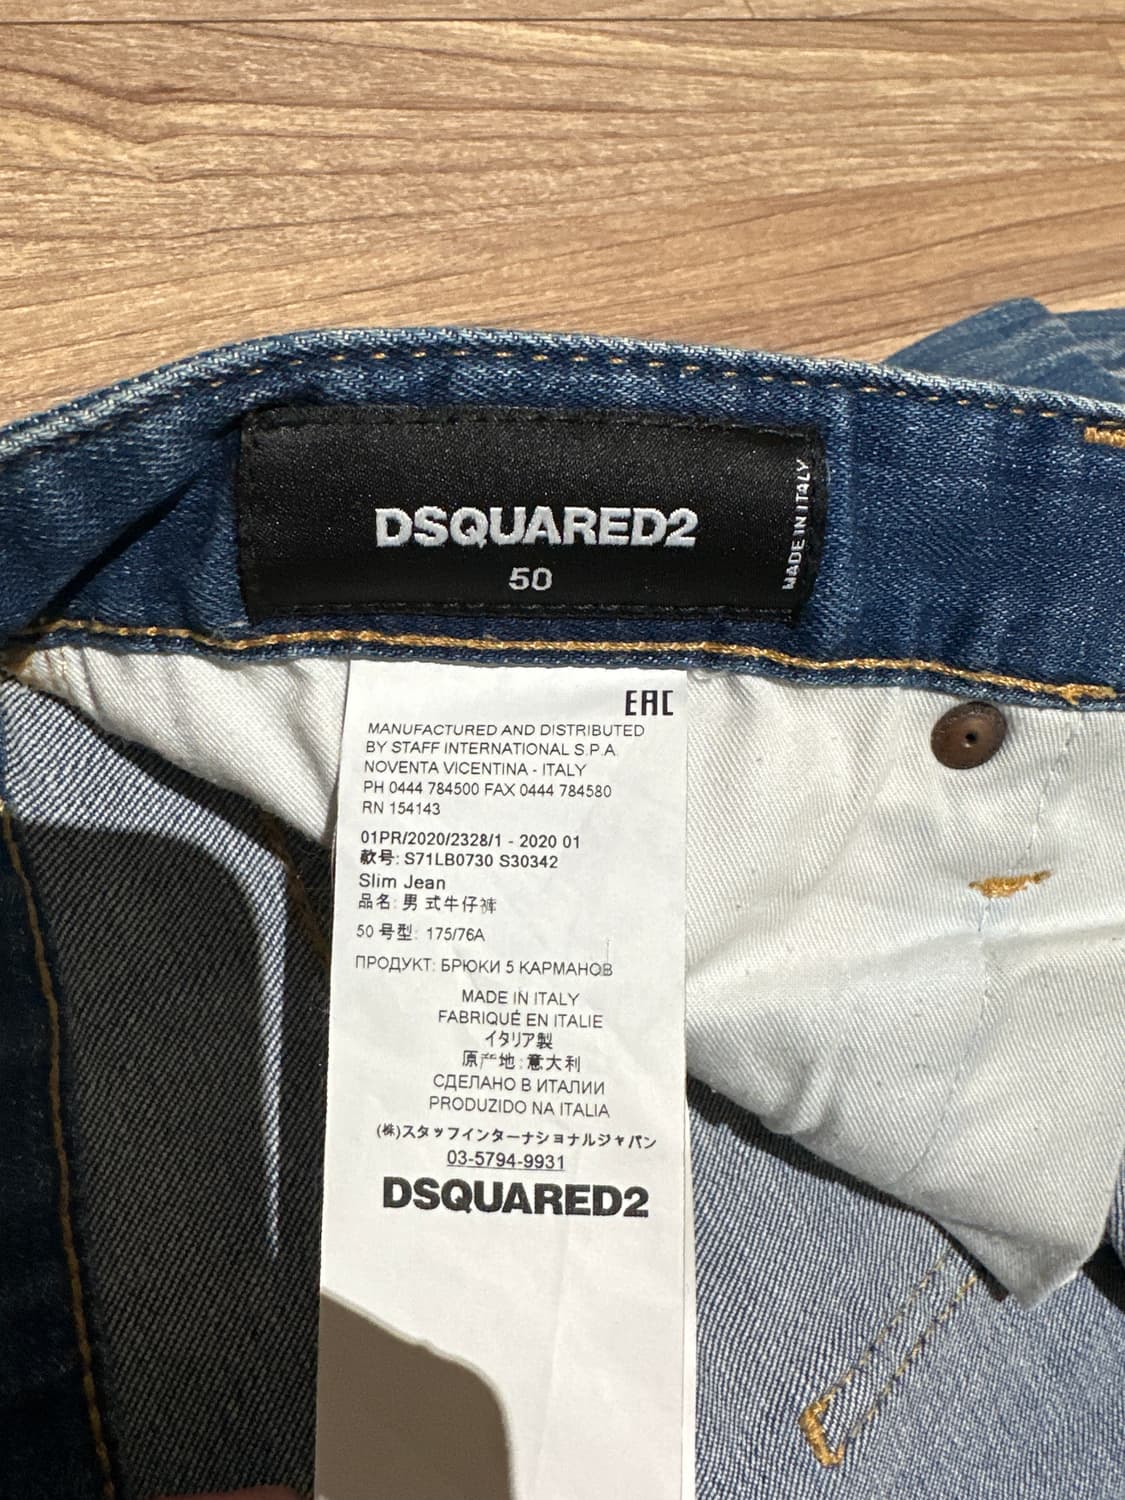 DSQUARED2
50
MADE IN ITALY
EAC
MANUFACTURED AND DISTRIBUTED
BY STAFF INTERNATIONAL S.P.A.
NOVENTA VICENTINA - ITALY
PH 0444 784500 FAX 0444 784580
RN 154143
01PR/2020/2328/1 - 2020 01
款号: S71LB0730 S30342
Slim Jean
品名: 男式牛仔裤
50 号型: 175/76A
ПРОДУКТ: БРЮКИ 5 КАРМАНОВ
MADE IN ITALY
FABRIQUÉ EN ITALIE
イタリア製
原产地:意大利
СДЕЛАНО В ИТАЛИИ
PRODUZIDO NA ITALIA
(株)スタッフインターナショナルジャパン
03-5794-9931
DSQUARED2